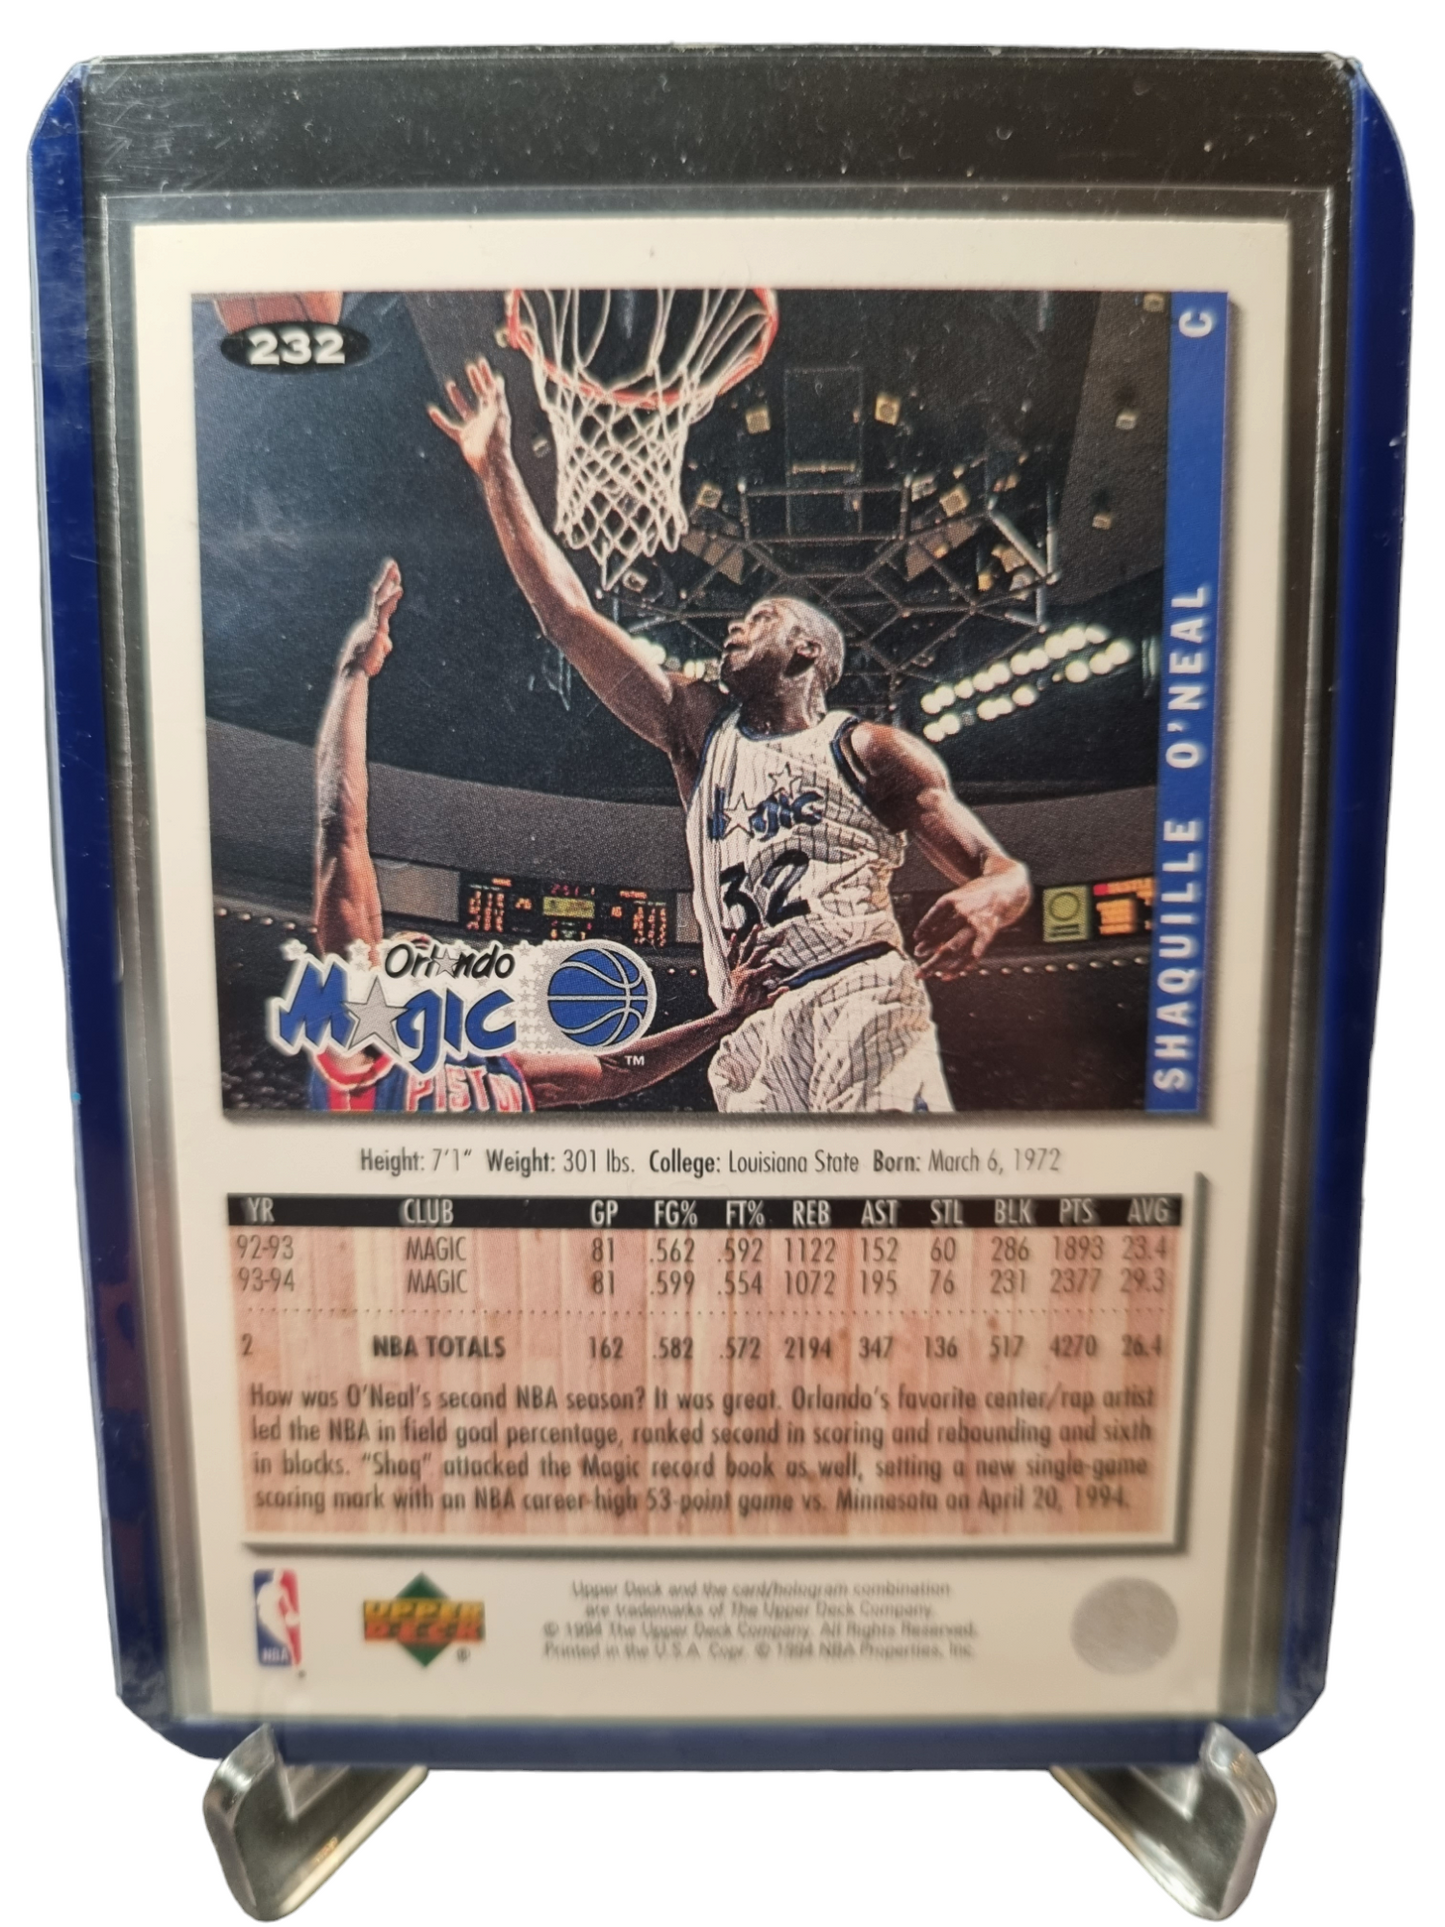 232
C
SHAQUILLE O'NEAL
MAGIC
32
Orlando
Magic
TM
PISTO
Height: 7'1" Weight: 301 lbs. College: Louisiana State Born: March 6, 1972
YR CLUB GP FG% FT% REB AST STL BLK PTS AVG
92-93 MAGIC 81 .562 .592 1122 152 60 286 1893 23.4
93-94 MAGIC 81 .599 .554 1072 195 76 231 2377 29.3
2 NBA TOTALS 162 .582 .572 2194 347 136 517 4270 26.4
How was O'Neal's second NBA season? It was great. Orlando's favorite center/rap artist
led the NBA in field goal percentage, ranked second in scoring and rebounding and sixth
in blocks. "Shaq" attacked the Magic record book as well, setting a new single-game
scoring mark with an NBA career-high 53-point game vs. Minnesota on April 20, 1994.
NBA
UPPER
DECK
®
Upper Deck and the card/hologram combination
are trademarks of The Upper Deck Company.
© 1994 The Upper Deck Company. All Rights Reserved.
Printed in the U.S.A. Copr. © 1994 NBA Properties, Inc.